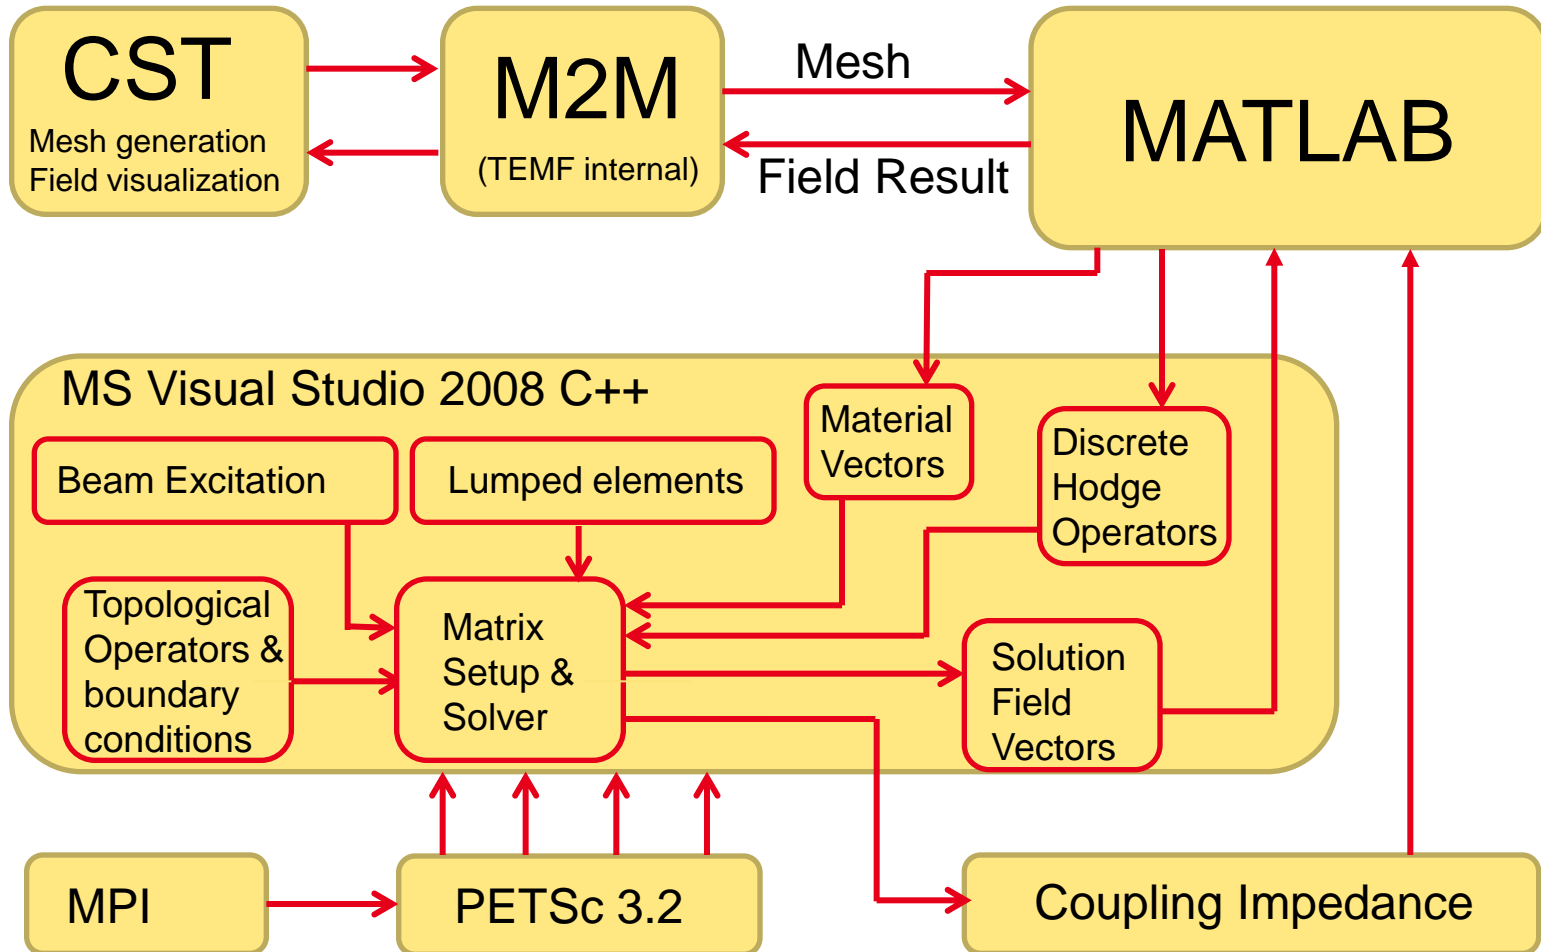 CST
Mesh generation
Field visualization
M2M
(TEMF internal)
Mesh
Field Result
MATLAB
MS Visual Studio 2008 C++
Beam Excitation
Lumped elements
Material
Vectors
Discrete
Hodge
Operators
Topological
Operators &
boundary
conditions
Matrix
Setup &
Solver
Solution
Field
Vectors
MPI
PETSc 3.2
Coupling Impedance